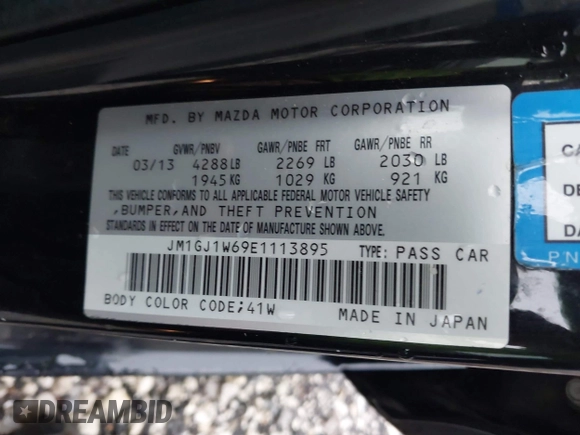 MFD. BY MAZDA MOTOR CORPORATION
DATE GVWR/PNBV GAWR/PNBE FRT GAWR/PNBE RR
03/13 4288LB 2269 LB 2030 LB
1945KG 1029 KG 921 KG
THIS VEHICLE CONFORMS TO ALL APPLICABLE FEDERAL MOTOR VEHICLE SAFETY
,BUMPER,AND THEFT PREVENTION
STANDARDS IN EFFECT ON THE DATE OF MANUFACTURE SHOWN ABOVE.
JM1GJ1W69E1113895 TYPE: PASS CAR
BODY COLOR CODE;41W MADE IN JAPAN
CA
DE
DA
P.N
DREAMBID